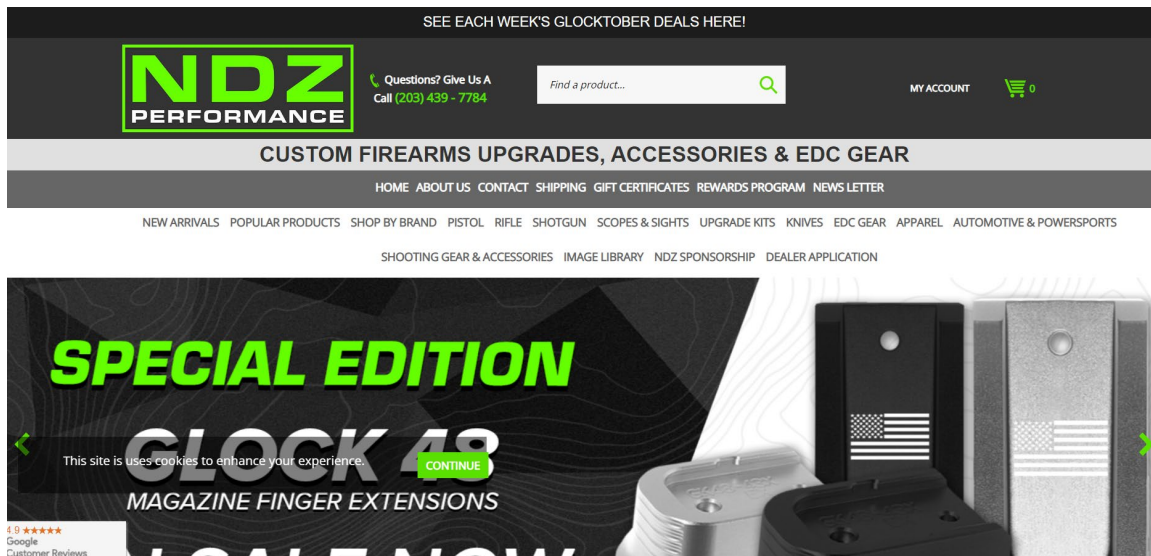 SEE EACH WEEK'S GLOCKTOBER DEALS HERE!
NDZ
PERFORMANCE
Questions? Give Us A
Call (203) 439 - 7784
Find a product...
MY ACCOUNT
0
CUSTOM FIREARMS UPGRADES, ACCESSORIES & EDC GEAR
HOME ABOUT US CONTACT SHIPPING GIFT CERTIFICATES REWARDS PROGRAM NEWS LETTER
NEW ARRIVALS POPULAR PRODUCTS SHOP BY BRAND PISTOL RIFLE SHOTGUN SCOPES & SIGHTS UPGRADE KITS KNIVES EDC GEAR APPAREL AUTOMOTIVE & POWERSPORTS
SHOOTING GEAR & ACCESSORIES IMAGE LIBRARY NDZ SPONSORSHIP DEALER APPLICATION
SPECIAL EDITION
GLOCK 48
This site is uses cookies to enhance your experience.
CONTINUE
MAGAZINE FINGER EXTENSIONS
4.9 ★★★★★
Google
Customer Reviews
SALE NOW